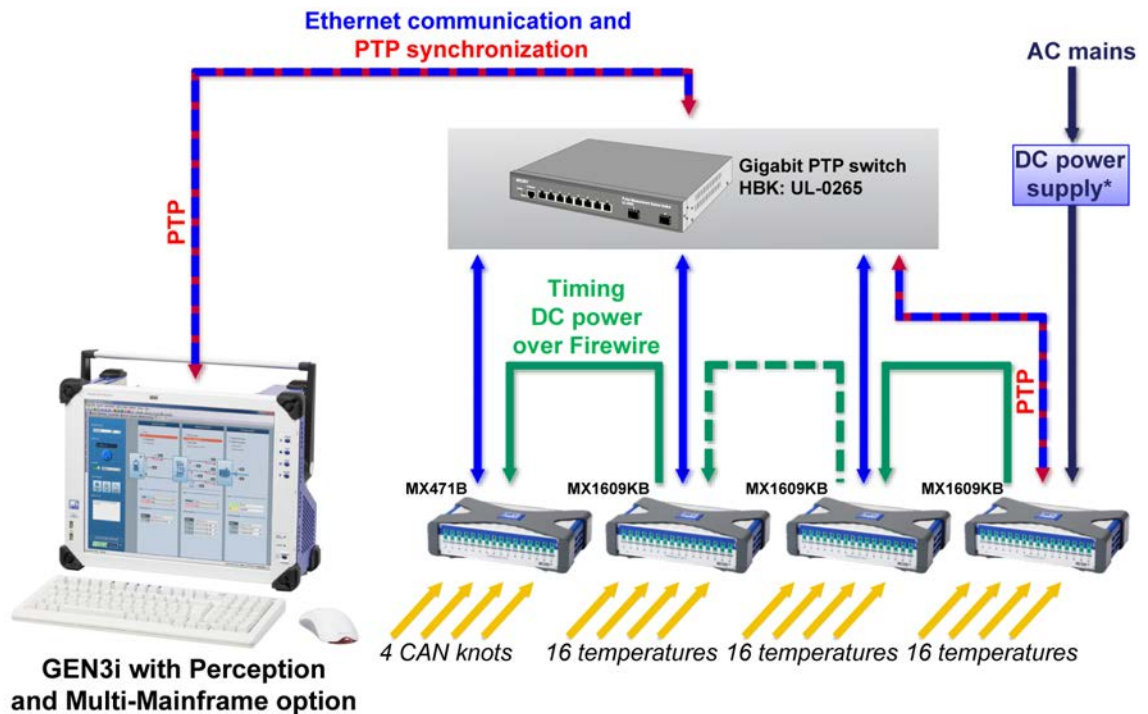 Ethernet communication and
PTP synchronization
AC mains
DC power
supply*
Gigabit PTP switch
HBK: UL-0265
PTP
Timing
DC power
over Firewire
PTP
MX471B
MX1609KB
MX1609KB
MX1609KB
4 CAN knots
16 temperatures
16 temperatures
16 temperatures
GEN3i with Perception
and Multi-Mainframe option